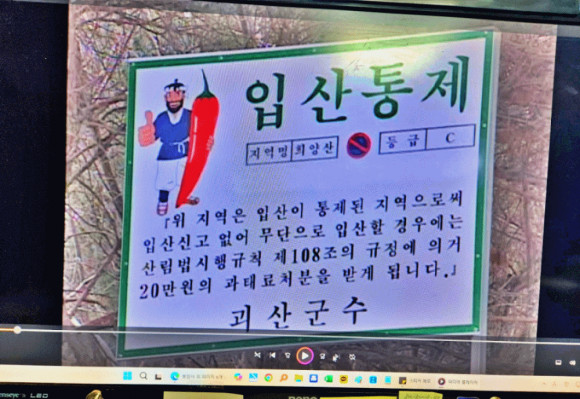 입산통제
지역명 희양산 등급 C
『위 지역은 입산이 통제된 지역으로써
입산신고 없어 무단으로 입산할 경우에는
산림법시행규칙 제108조의 규정에 의거
20만원의 과태료처분을 받게 됩니다.』
괴산군수